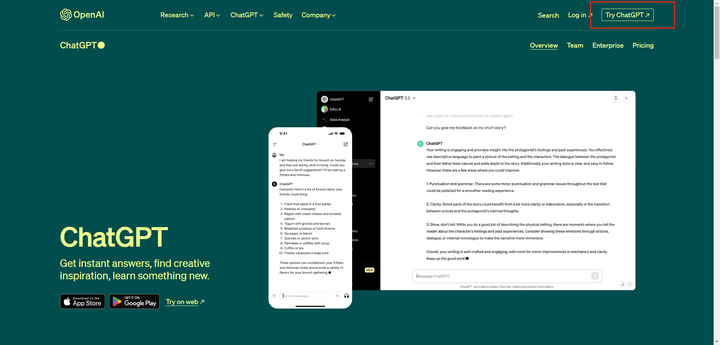 OpenAI
Research
API
ChatGPT
Safety
Company
Search
Log in
Try ChatGPT
ChatGPT
Overview
Team
Enterprise
Pricing
ChatGPT
DALL·E
Data Analyst
ChatGPT 3.5
Can you give me feedback on my short story?
ChatGPT
Your writing is engaging and provides insight into the protagonist's feelings and past experiences. You effectively
use descriptive language to paint a picture of the setting and the characters. The dialogue between the protagonist
and their father feels natural and adds depth to the story. Additionally, your writing style is clear and easy to follow.
However, there are a few areas where you could improve:
1. Punctuation and grammar: There are some minor punctuation and grammar issues throughout the text that
could be polished for a smoother reading experience.
2. Clarity: Some parts of the story could benefit from a bit more clarity or elaboration, especially in the transition
between scenes and the protagonist's internal thoughts.
3. Show, don't tell: While you do a good job of describing the physical setting, there are moments where you tell the
reader about the character's feelings and past experiences. Consider showing these emotions through actions,
dialogue, or internal monologue to make the narrative more immersive.
Overall, your writing is well-crafted and engaging, with room for minor improvements in mechanics and clarity.
Keep up the good work!
NEW
Message ChatGPT...
ChatGPT can make mistakes. Consider checking important information.
9:41
ChatGPT
Me
I am hosting my friends for brunch on Sunday
and they are asking what to bring. Could you
give me a list of suggestions? I'll be making a
frittata and mimosas.
ChatGPT
Certainly! Here's a list of brunch items your
friends could bring:
1. Fresh fruit salad or a fruit platter
2. Pastries or croissants
3. Bagels with cream cheese and smoked
salmon
4. Yogurt with granola and berries
5. Breakfast potatoes or hash browns
6. Sausages or bacon
7. Quiches or savory tarts
8. Pancakes or waffles with syrup
9. Coffee or tea
10. Freshly squeezed orange juice
These options can complement your
frittata and mimosas nicely and provide a variety of
flavors for your brunch gathering.
Send a message
ChatGPT
Get instant answers, find creative
inspiration, learn something new.
Download on the
App Store
GET IT ON
Google Play
Try on web